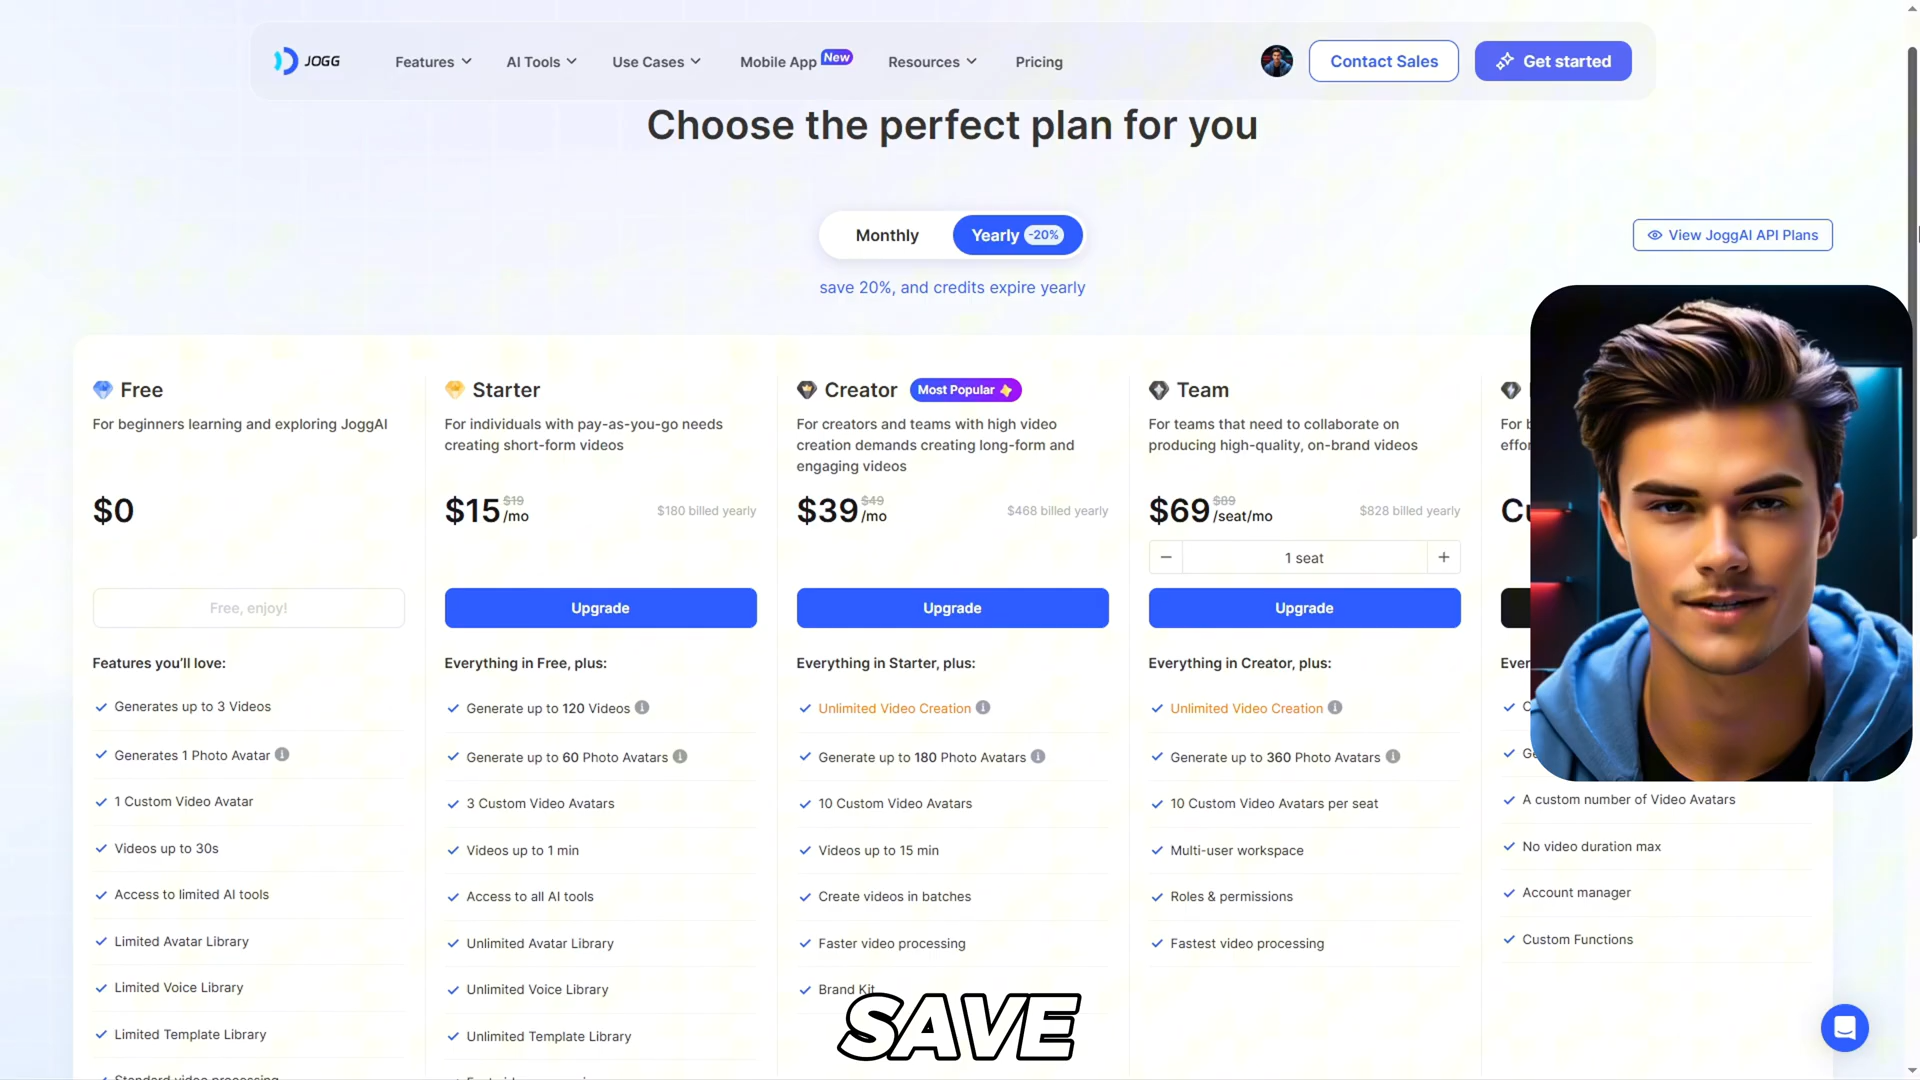 JOGG
Features
AI Tools
Use Cases
Mobile App New
Resources
Pricing
Contact Sales
Get started
Choose the perfect plan for you
Monthly
Yearly -20%
View JoggAI API Plans
save 20%, and credits expire yearly
Free
For beginners learning and exploring JoggAI
$0
Free, enjoy!
Features you'll love:
Generates up to 3 Videos
Generates 1 Photo Avatar
1 Custom Video Avatar
Videos up to 30s
Access to limited AI tools
Limited Avatar Library
Limited Voice Library
Limited Template Library
Standard video processing
Starter
For individuals with pay-as-you-go needs
creating short-form videos
$15 $19 /mo
$180 billed yearly
Upgrade
Everything in Free, plus:
Generate up to 120 Videos
Generate up to 60 Photo Avatars
3 Custom Video Avatars
Videos up to 1 min
Access to all AI tools
Unlimited Avatar Library
Unlimited Voice Library
Unlimited Template Library
Creator Most Popular
For creators and teams with high video
creation demands creating long-form and
engaging videos
$39 $49 /mo
$468 billed yearly
Upgrade
Everything in Starter, plus:
Unlimited Video Creation
Generate up to 180 Photo Avatars
10 Custom Video Avatars
Videos up to 15 min
Create videos in batches
Faster video processing
Brand Kit
Team
For teams that need to collaborate on
producing high-quality, on-brand videos
$69 $89 /seat/mo
$828 billed yearly
1 seat
Upgrade
Everything in Creator, plus:
Unlimited Video Creation
Generate up to 360 Photo Avatars
10 Custom Video Avatars per seat
Multi-user workspace
Roles & permissions
Fastest video processing
A custom number of Video Avatars
No video duration max
Account manager
Custom Functions
SAVE